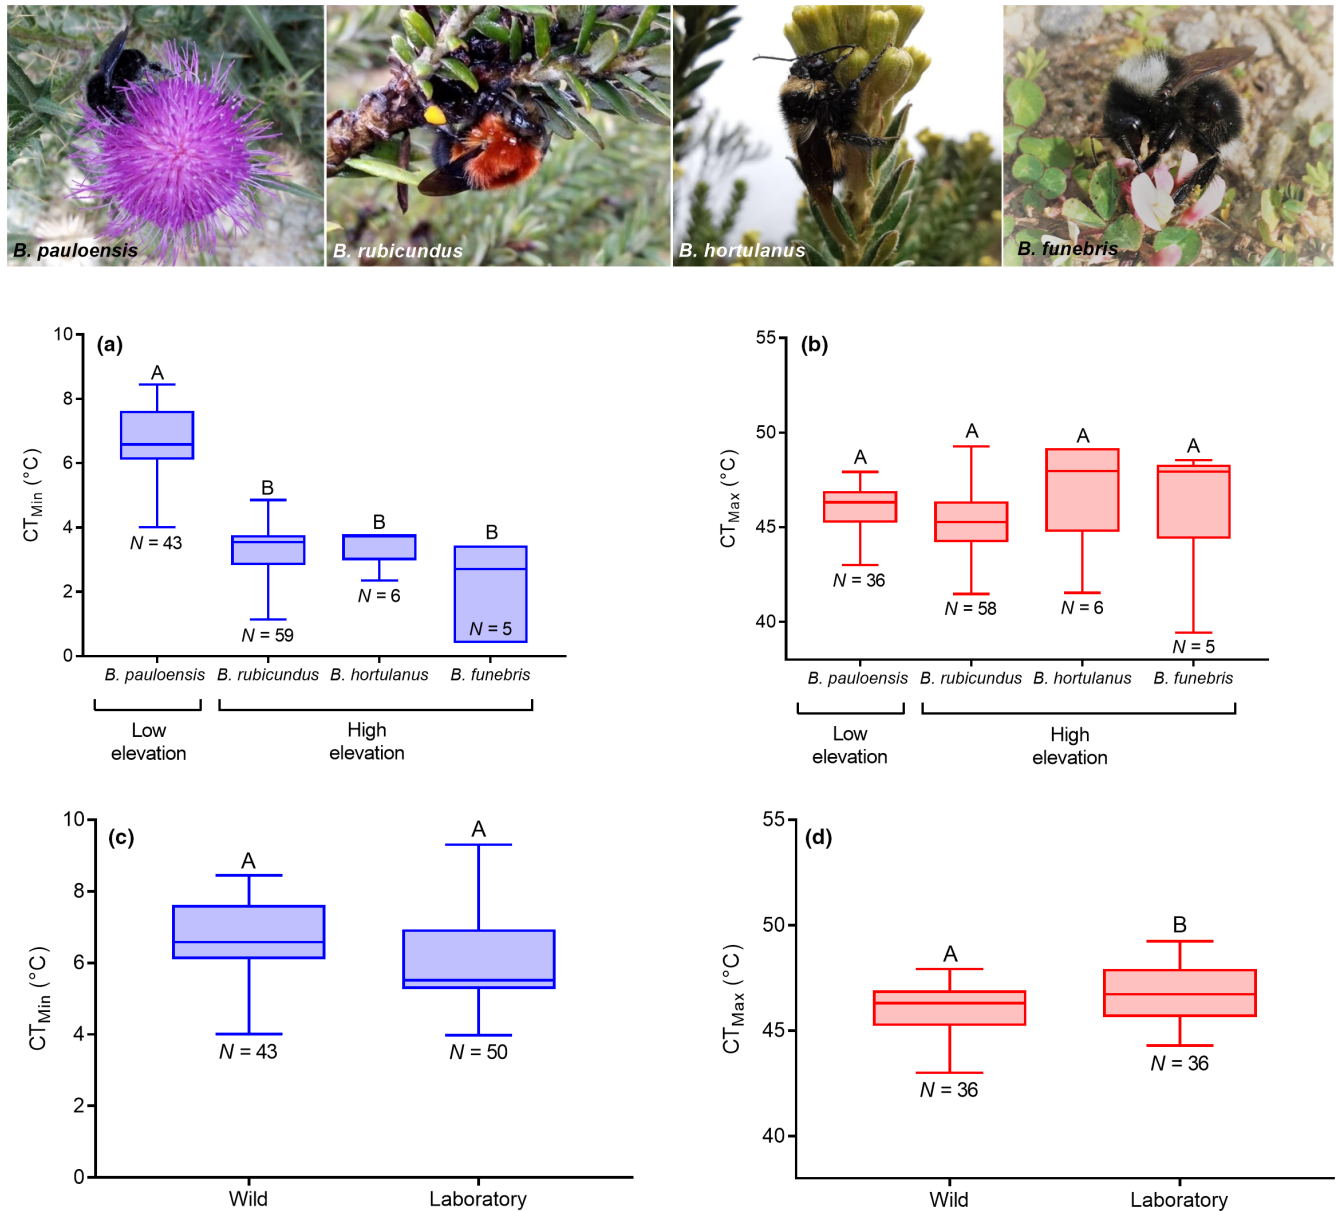 B. pauloensis
B. rubicundus
B. hortulanus
B. funebris
(a)
CTMin (°C)
10
8
6
4
2
0
A
B
B
B
N = 43
N = 59
N = 6
N = 5
B. pauloensis
B. rubicundus
B. hortulanus
B. funebris
Low
elevation
High
elevation
(b)
CTMax (°C)
55
50
45
40
A
A
A
A
N = 36
N = 58
N = 6
N = 5
B. pauloensis
B. rubicundus
B. hortulanus
B. funebris
Low
elevation
High
elevation
(c)
CTMin (°C)
10
8
6
4
2
0
A
A
N = 43
N = 50
Wild
Laboratory
(d)
CTMax (°C)
55
50
45
40
A
B
N = 36
N = 36
Wild
Laboratory